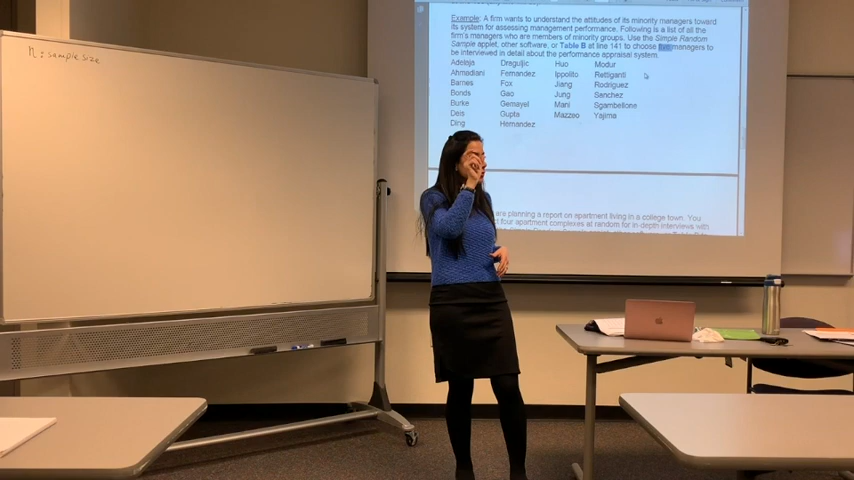 n: sample size
Example: A firm wants to understand the attitudes of its minority managers toward
its system for assessing management performance. Following is a list of all the
firm's managers who are members of minority groups. Use the Simple Random
Sample applet, other software, or Table B at line 141 to choose managers to
be interviewed in detail about the performance appraisal system.
Adelaja Draguljic Huo Modur
Ahmadiani Fernandez Ippolito Rettiganti
Barnes Fox Jiang Rodriguez
Bonds Gao Jung Sanchez
Burke Gemayel Mani Sgambellone
Deis Gupta Mazzeo Yajima
Ding Hernandez
are planning a report on apartment living in a college town. You
four apartment complexes at random for in-depth interviews with